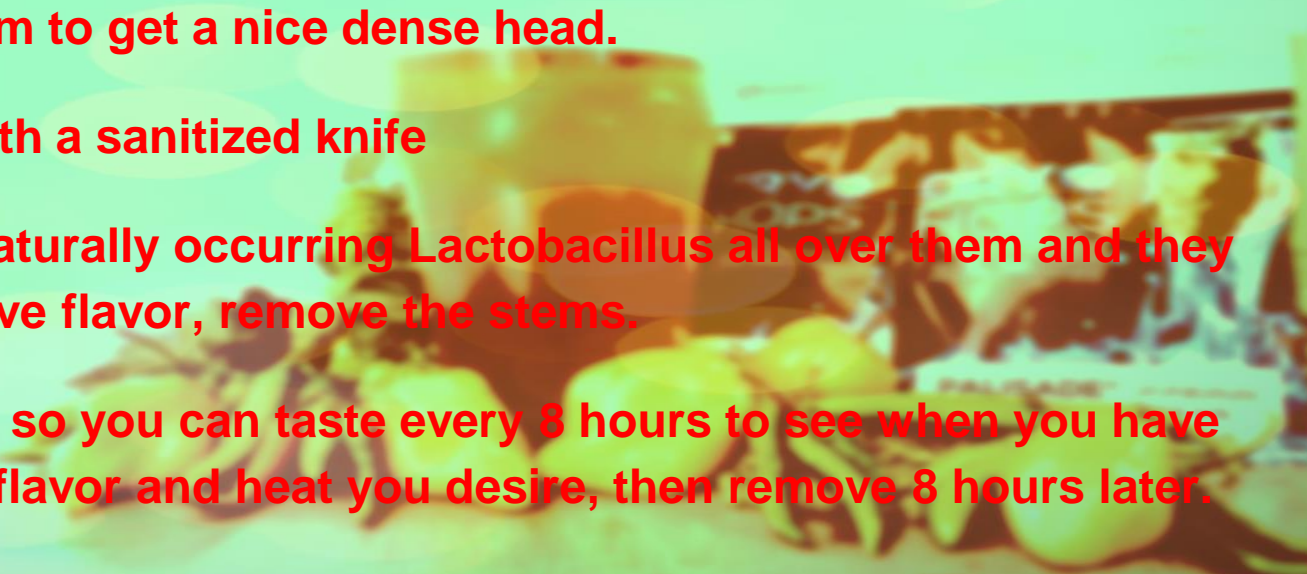 m to get a nice dense head.
th a sanitized knife
aturally occurring Lactobacillus all over them and they
ve flavor, remove the stems.
so you can taste every 8 hours to see when you have
flavor and heat you desire, then remove 8 hours later.
OPS
PALISADE